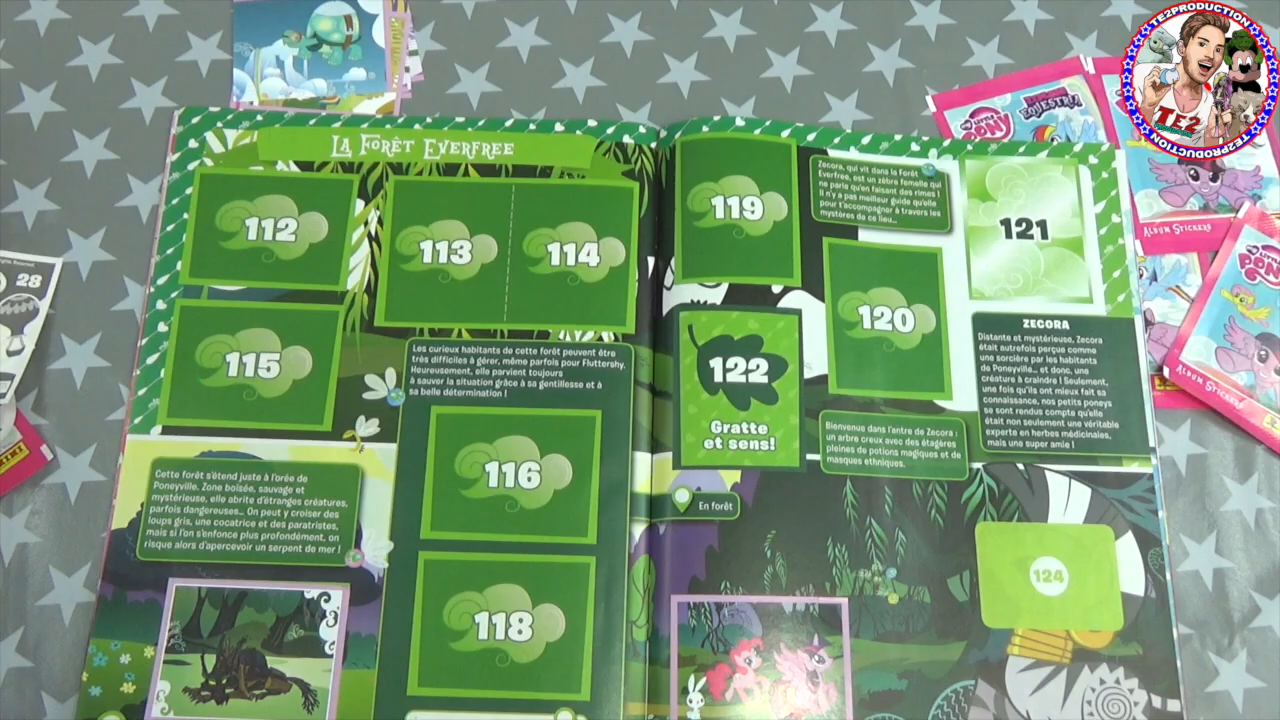 LA FORÊT EVERFREE
112
113
114
115
Les curieux habitants de cette forêt peuvent être
très difficiles à gérer, même parfois pour Fluttershy.
Heureusement, elle parvient toujours
à sauver la situation grâce à sa gentillesse et à
sa belle détermination !
116
Cette forêt s'étend juste à l'orée de
Poneyville. Zone boisée, sauvage et
mystérieuse, elle abrite d'étranges créatures,
parfois dangereuses... On peut y croiser des
loups gris, une cocatrice et des paratristes,
mais si l'on s'enfonce plus profondément, on
risque alors d'apercevoir un serpent de mer !
118
119
Zecora, qui vit dans la Forêt
Everfree, est un zèbre femelle qui
ne parle qu'en faisant des rimes !
Il n'y a pas meilleur guide qu'elle
pour t'accompagner à travers les
mystères de ce lieu...
121
120
122
Gratte
et sens!
ZECORA
Distante et mystérieuse, Zecora
était autrefois perçue comme
une sorcière par les habitants
de Poneyville... et donc, une
créature à craindre ! Seulement,
une fois qu'ils ont mieux fait sa
connaissance, nos petits poneys
se sont rendus compte qu'elle
était non seulement une véritable
experte en herbes médicinales,
mais une super amie !
Bienvenue dans l'antre de Zecora :
un arbre creux avec des étagères
pleines de potions magiques et de
masques ethniques.
En forêt
124
28
MY LITTLE
PONY
EQUESTRIA
ALBUM STICKERS
ALBUM STICKERS
TE2PRODUCTION
TE2
TE2PRODUCTION